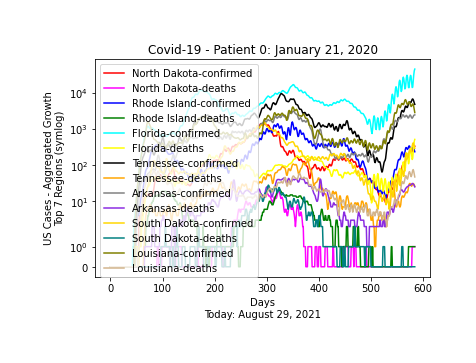 Covid-19 - Patient 0: January 21, 2020
US Cases - Aggregated Growth
Top 7 Regions (symlog)
10⁴
10³
10²
10¹
10⁰
0
North Dakota-confirmed
North Dakota-deaths
Rhode Island-confirmed
Rhode Island-deaths
Florida-confirmed
Florida-deaths
Tennessee-confirmed
Tennessee-deaths
Arkansas-confirmed
Arkansas-deaths
South Dakota-confirmed
South Dakota-deaths
Louisiana-confirmed
Louisiana-deaths
0 100 200 300 400 500 600
Days
Today: August 29, 2021